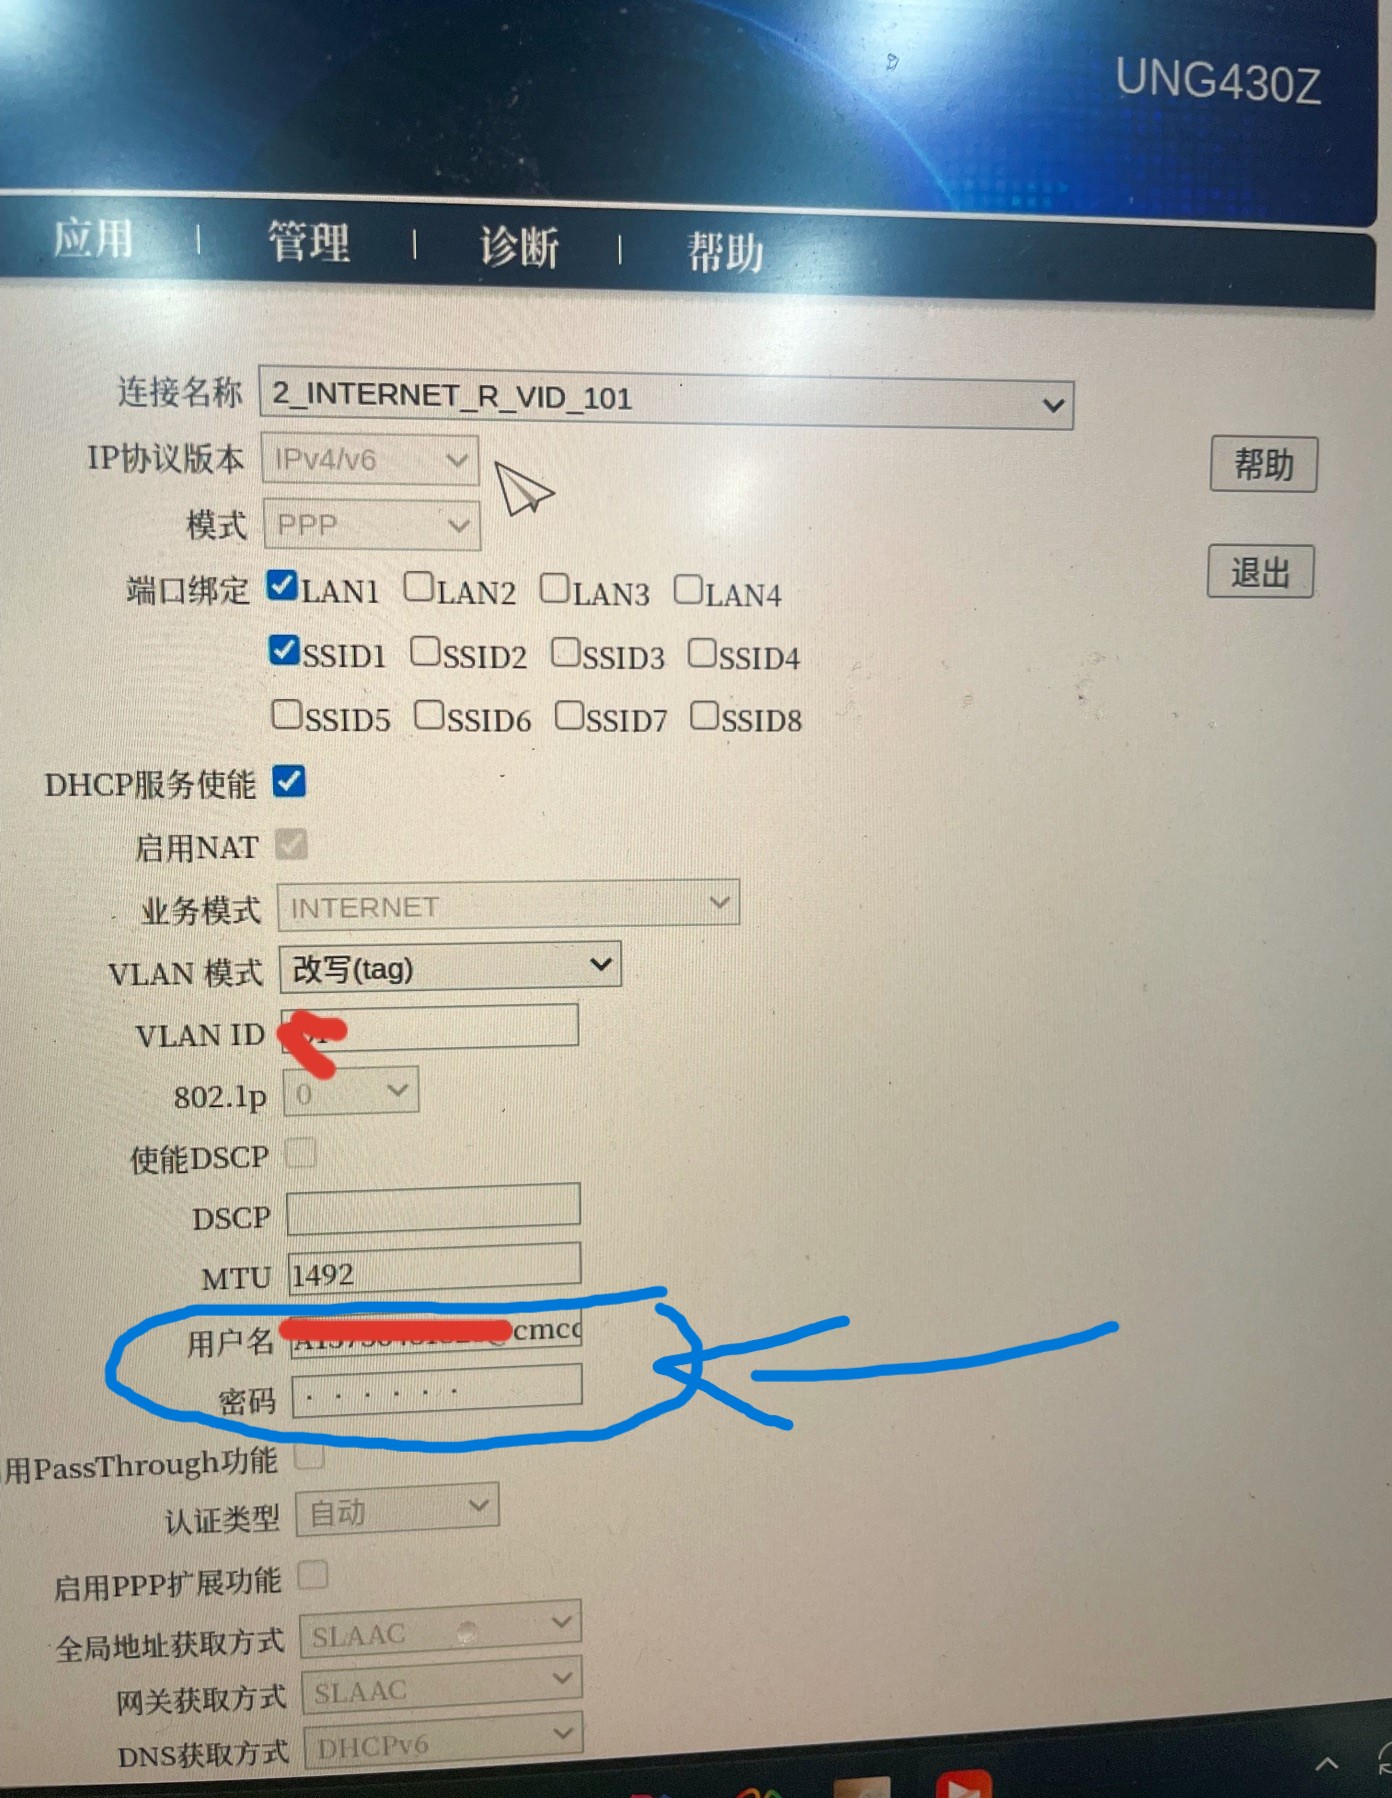 UNG430Z
应用 | 管理 | 诊断 | 帮助
连接名称 2_INTERNET_R_VID_101
IP协议版本 IPv4/v6
帮助
模式 PPP
退出
端口绑定 LAN1 LAN2 LAN3 LAN4
SSID1 SSID2 SSID3 SSID4
SSID5 SSID6 SSID7 SSID8
DHCP服务使能
启用NAT
业务模式 INTERNET
VLAN 模式 改写(tag)
VLAN ID
802.1p 0
使能DSCP
DSCP
MTU 1492
用户名 cmcc
密码 ······
用PassThrough功能
认证类型 自动
启用PPP扩展功能
全局地址获取方式 SLAAC
网关获取方式 SLAAC
DNS获取方式 DHCPv6